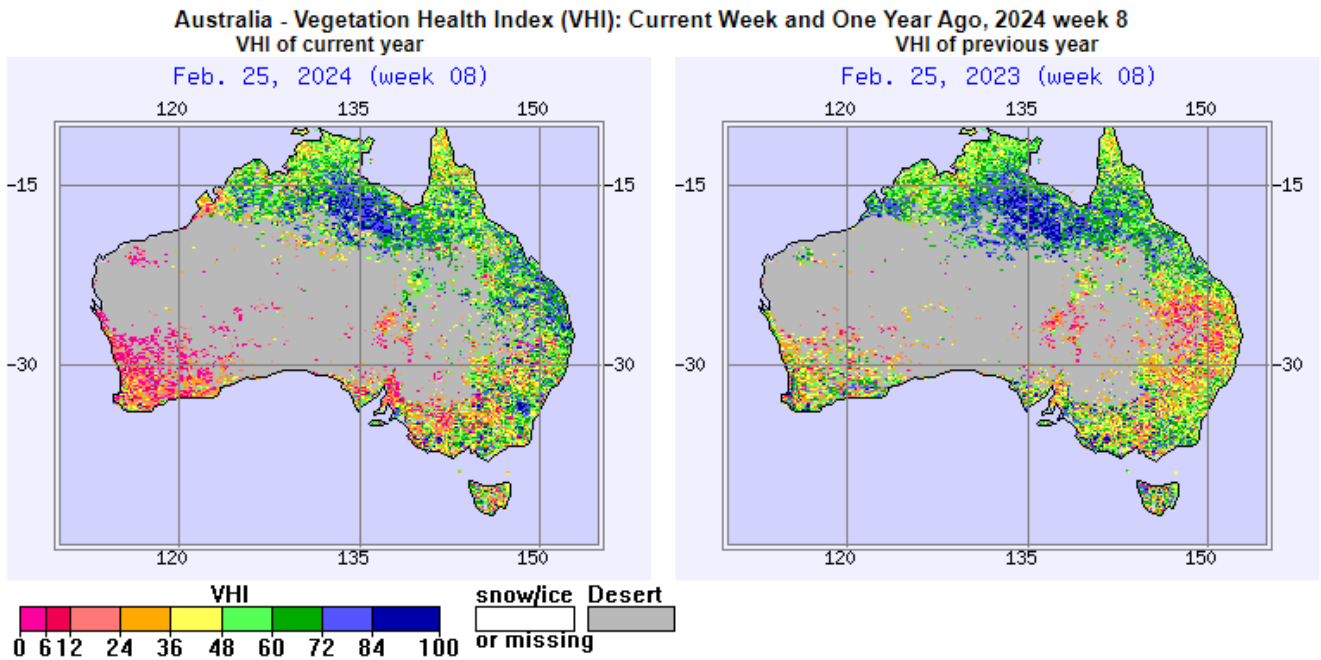 Australia - Vegetation Health Index (VHI): Current Week and One Year Ago, 2024 week 8
VHI of current year
VHI of previous year
Feb. 25, 2024 (week 08)
Feb. 25, 2023 (week 08)
120 135 150
120 135 150
-15 -15
-15 -15
-30 -30
-30 -30
120 135 150
120 135 150
VHI
0 6 12 24 36 48 60 72 84 100
snow/ice
or missing
Desert